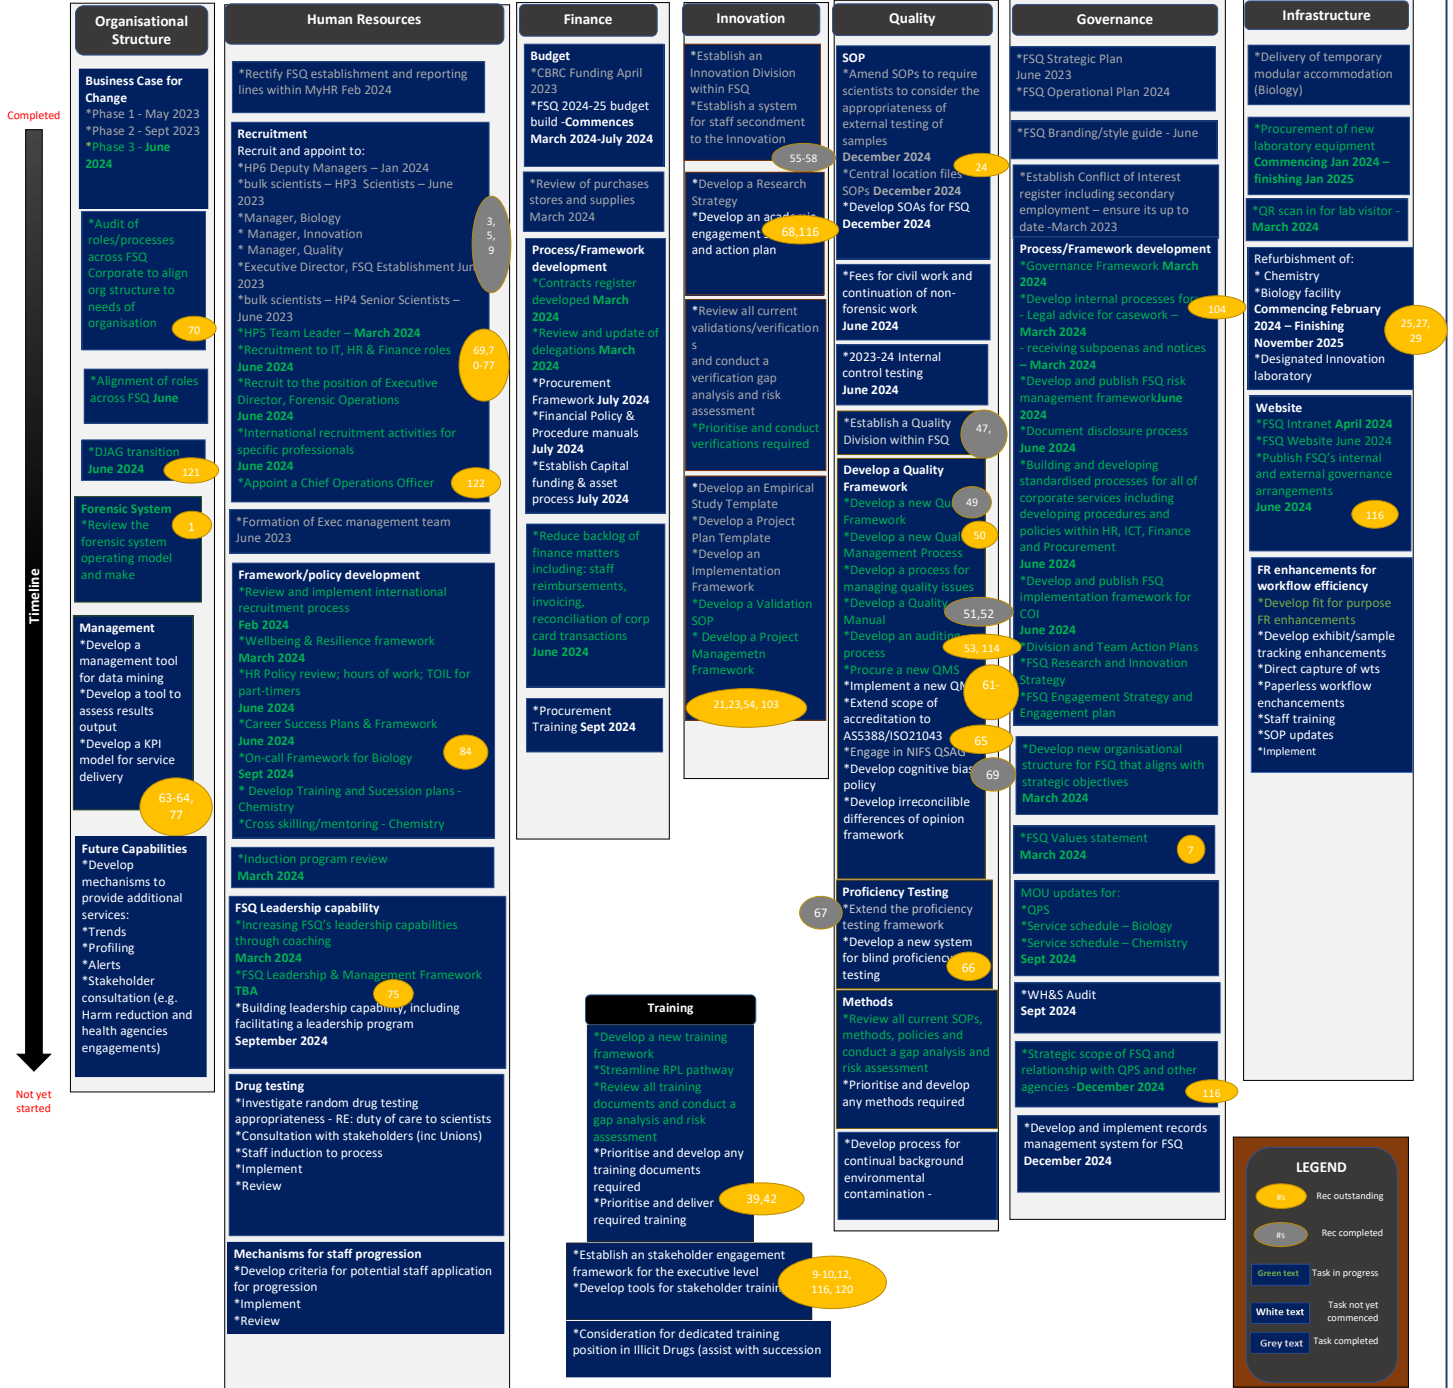 Completed
Timeline
Not yet
started
Organisational
Structure
Business Case for
Change
*Phase 1 - May 2023
*Phase 2 - Sept 2023
*Phase 3 - June
2024
*Audit of
roles/processes
across FSQ
Corporate to align
org structure to
needs of
organisation
70
*Alignment of roles
across FSQ June
*DJAG transition
June 2024
121
Forensic System
*Review the
forensic system
operating model
and make
1
Management
*Develop a
management tool
for data mining
*Develop a tool to
assess results
output
*Develop a KPI
model for service
delivery
63-64,
77
Future Capabilities
*Develop
mechanisms to
provide additional
services:
*Trends
*Profiling
*Alerts
*Stakeholder
consultation (e.g.
Harm reduction and
health agencies
engagements)
Human Resources
*Rectify FSQ establishment and reporting
lines within MyHR Feb 2024
Recruitment
Recruit and appoint to:
*HP6 Deputy Managers – Jan 2024
*bulk scientists – HP3  Scientists – June
2023
*Manager, Biology
* Manager, Innovation
* Manager, Quality
*Executive Director, FSQ Establishment Jun
2023
*bulk scientists – HP4 Senior Scientists –
June 2023
*HP5 Team Leader – March 2024
*Recruitment to IT, HR & Finance roles
June 2024
*Recruit to the position of Executive
Director, Forensic Operations
June 2024
*International recruitment activities for
specific professionals
June 2024
*Appoint a Chief Operations Officer
3,
5,
9
69,7
0-77
122
*Formation of Exec management team
June 2023
Framework/policy development
*Review and implement international
recruitment process
Feb 2024
*Wellbeing & Resilience framework
March 2024
*HR Policy review; hours of work; TOIL for
part-timers
June 2024
*Career Success Plans & Framework
June 2024
*On-call Framework for Biology
Sept 2024
* Develop Training and Sucession plans -
Chemistry
*Cross skilling/mentoring - Chemistry
84
*Induction program review
March 2024
FSQ Leadership capability
*Increasing FSQ's leadership capabilities
through coaching
March 2024
*FSQ Leadership & Management Framework
TBA
*Building leadership capability, including
facilitating a leadership program
September 2024
75
Drug testing
*Investigate random drug testing
appropriateness - RE: duty of care to scientists
*Consultation with stakeholders (inc Unions)
*Staff induction to process
*Implement
*Review
Mechanisms for staff progression
*Develop criteria for potential staff application
for progression
*Implement
*Review
Finance
Budget
*CBRC Funding April
2023
*FSQ 2024-25 budget
build -Commences
March 2024-July 2024
*Review of purchases
stores and supplies
March 2024
Process/Framework
development
*Contracts register
developed March
2024
*Review and update of
delegations March
2024
*Procurement
Framework July 2024
*Financial Policy &
Procedure manuals
July 2024
*Establish Capital
funding & asset
process July 2024
*Reduce backlog of
finance matters
including: staff
reimbursements,
invoicing,
reconciliation of corp
card transactions
June 2024
*Procurement
Training Sept 2024
Innovation
*Establish an
Innovation Division
within FSQ
*Establish a system
for staff secondment
to the Innovation
55-58
*Develop a Research
Strategy
*Develop an academic
engagement
and action plan
68,116
*Review all current
validations/verification
s
and conduct a
verification gap
analysis and risk
assessment
*Prioritise and conduct
verifications required
*Develop an Empirical
Study Template
*Develop a Project
Plan Template
*Develop an
Implementation
Framework
*Develop a Validation
SOP
* Develop a Project
Managemetn
Framework
21,23,54, 103
Training
*Develop a new training
framework
*Streamline RPL pathway
*Review all training
documents and conduct a
gap analysis and risk
assessment
*Prioritise and develop any
training documents
required
*Prioritise and deliver
required training
39,42
*Establish an stakeholder engagement
framework for the executive level
*Develop tools for stakeholder trainin
9-10,12,
116, 120
*Consideration for dedicated training
position in Illicit Drugs (assist with succession
Quality
SOP
*Amend SOPs to require
scientists to consider the
appropriateness of
external testing of
samples
December 2024
*Central location files
SOPs December 2024
*Develop SOAs for FSQ
December 2024
24
*Fees for civil work and
continuation of non-
forensic work
June 2024
*2023-24 Internal
control testing
June 2024
*Establish a Quality
Division within FSQ
47,
Develop a Quality
Framework
*Develop a new Qu
Framework
*Develop a new Qual
Management Process
*Develop a process for
managing quality issues
*Develop a Quality
Manual
*Develop an auditing
process
*Procure a new QMS
*Implement a new QM
*Extend scope of
accreditation to
AS5388/ISO21043
*Engage in NIFS QSAG
*Develop cognitive bias
policy
*Develop irreconcilible
differences of opinion
framework
49
50
51,52
53, 114
61-
65
69
Proficiency Testing
*Extend the proficiency
testing framework
*Develop a new system
for blind proficiency
testing
67
66
Methods
*Review all current SOPs,
methods, policies and
conduct a gap analysis and
risk assessment
*Prioritise and develop
any methods required
*Develop process for
continual background
environmental
contamination -
Governance
*FSQ Strategic Plan
June 2023
*FSQ Operational Plan 2024
*FSQ Branding/style guide - June
*Establish Conflict of Interest
register including secondary
employment – ensure its up to
date -March 2023
Process/Framework development
*Governance Framework March
2024
*Develop internal processes for
- Legal advice for casework –
March 2024
- receiving subpoenas and notices
– March 2024
*Develop and publish FSQ risk
management frameworkJune
2024
*Document disclosure process
June 2024
*Building and developing
standardised processes for all of
corporate services including
developing procedures and
policies within HR, ICT, Finance
and Procurement
June 2024
*Develop and publish FSQ
implementation framework for
COI
June 2024
*Division and Team Action Plans
*FSQ Research and Innovation
Strategy
*FSQ Engagement Strategy and
Engagement plan
104
*Develop new organisational
structure for FSQ that aligns with
strategic objectives
March 2024
*FSQ Values statement
March 2024
7
MOU updates for:
*QPS
*Service schedule – Biology
*Service schedule – Chemistry
Sept 2024
*WH&S Audit
Sept 2024
*Strategic scope of FSQ and
relationship with QPS and other
agencies -December 2024
116
*Develop and implement records
management system for FSQ
December 2024
Infrastructure
*Delivery of temporary
modular accommodation
(Biology)
*Procurement of new
laboratory equipment
Commencing Jan 2024 –
finishing Jan 2025
*QR scan in for lab visitor -
March 2024
Refurbishment of:
* Chemistry
*Biology facility
Commencing February
2024 – Finishing
November 2025
*Designated Innovation
laboratory
25,27,
29
Website
*FSQ Intranet April 2024
*FSQ Website June 2024
*Publish FSQ's internal
and external governance
arrangements
June 2024
116
FR enhancements for
workflow efficiency
*Develop fit for purpose
FR enhancements
*Develop exhibit/sample
tracking enhancements
*Direct capture of wts
*Paperless workflow
enchancements
*Staff training
*SOP updates
*Implement
LEGEND
#s
Rec outstanding
#s
Rec completed
Green text
Task in progress
White text
Task not yet
commenced
Grey text
Task completed